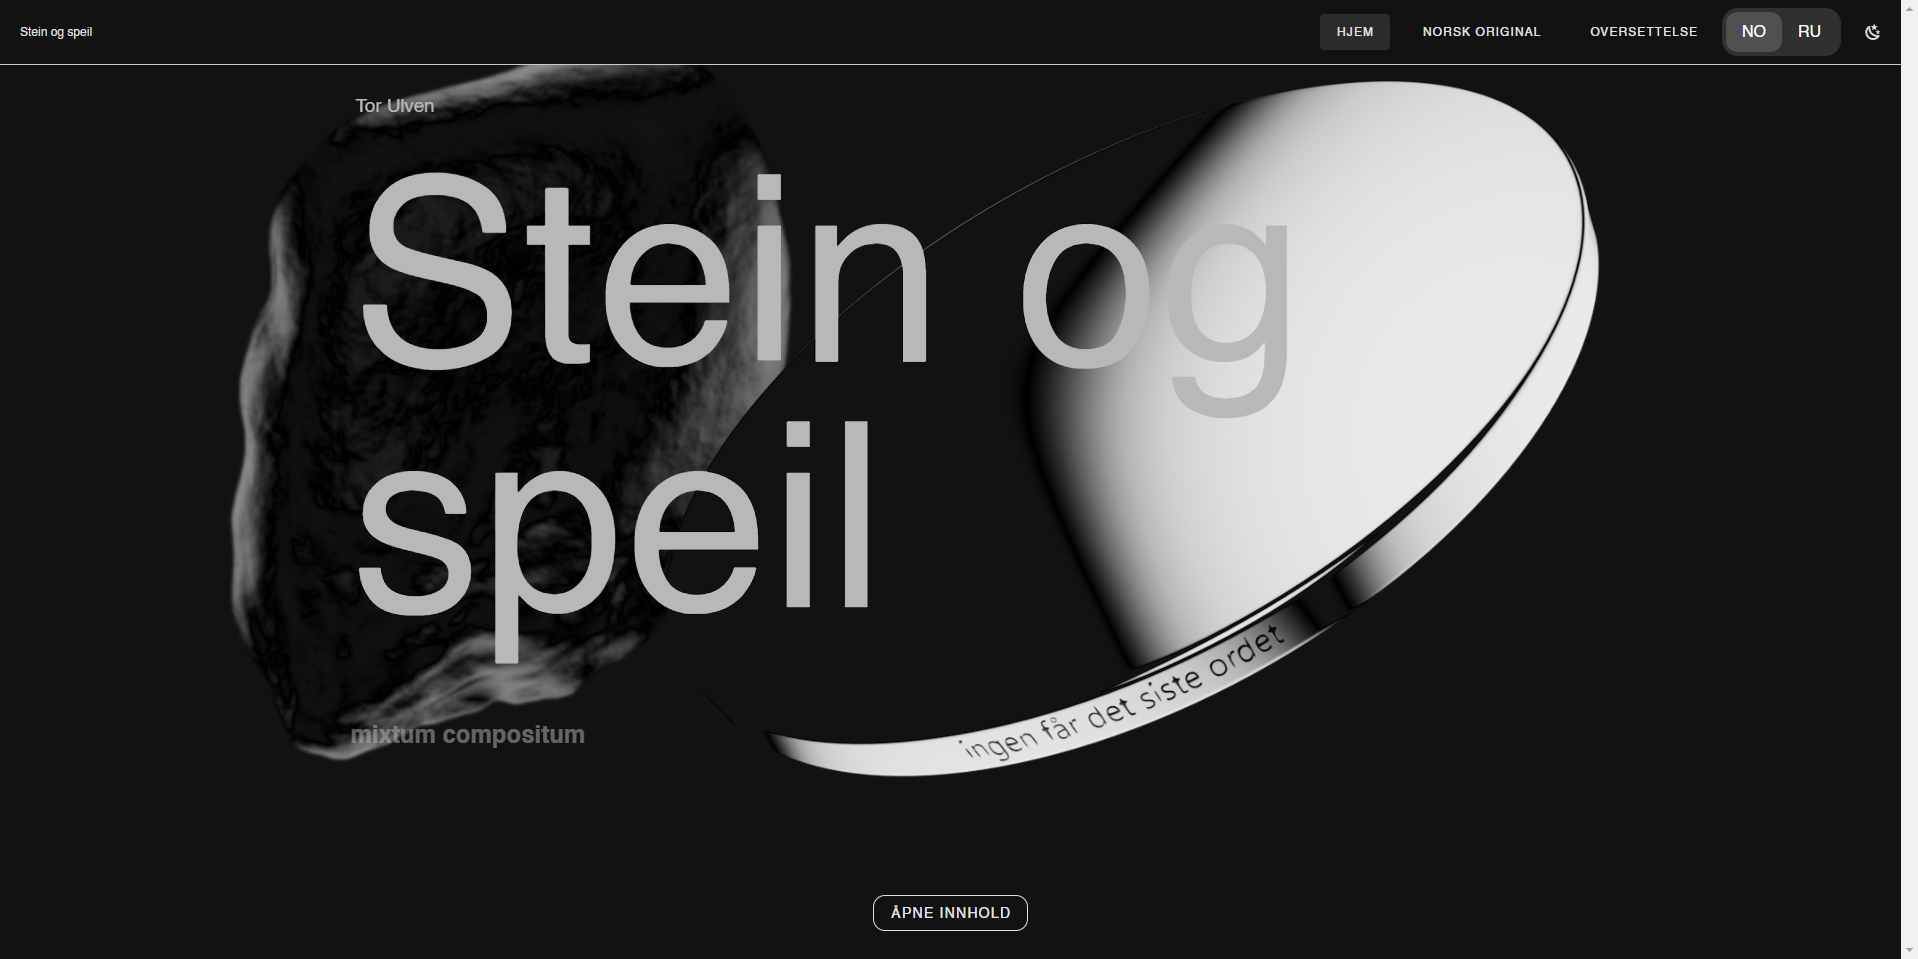 Stein og speil
HJEM
NORSK ORIGINAL
OVERSETTELSE
NO
RU
Tor Ulven
Stein og
speil
mixtum compositum
ingen får det siste ordet
ÅPNE INNHOLD